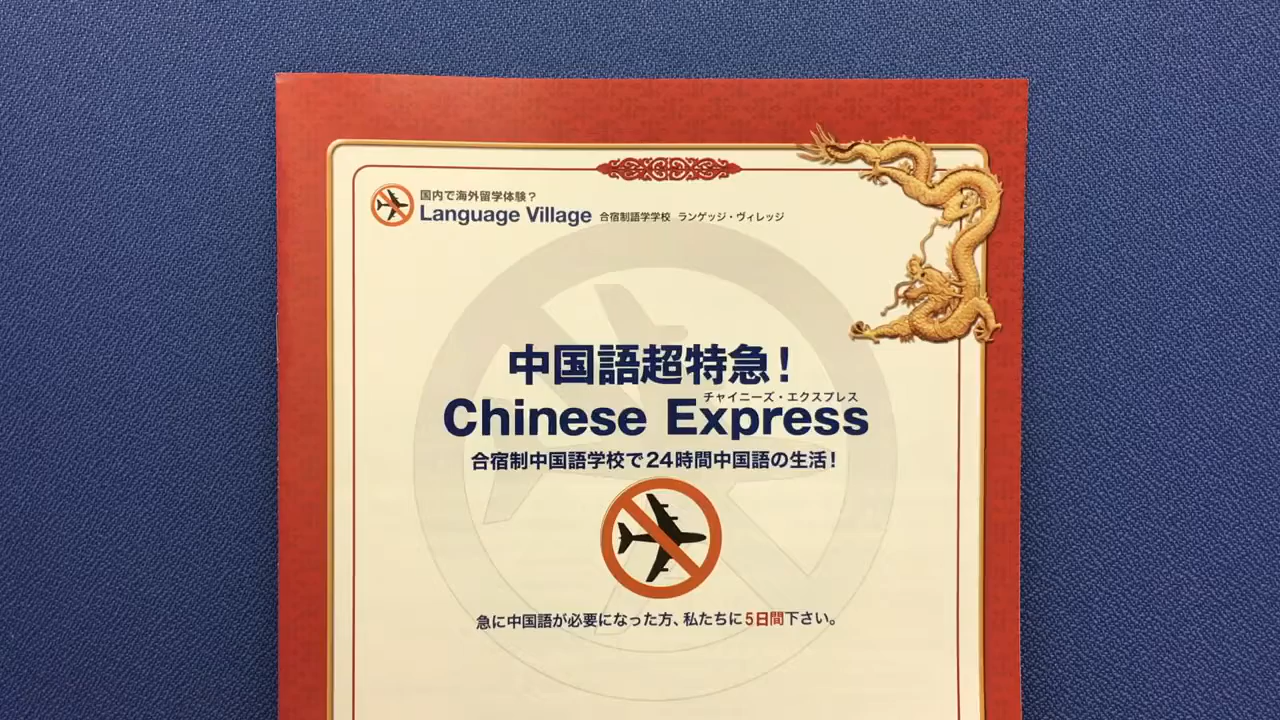 国内で海外留学体験？
Language Village 合宿制語学学校 ランゲッジ・ヴィレッジ
中国語超特急！
チャイニーズ・エクスプレス
Chinese Express
合宿制中国語学校で24時間中国語の生活！
急に中国語が必要になった方、私たちに5日間下さい。